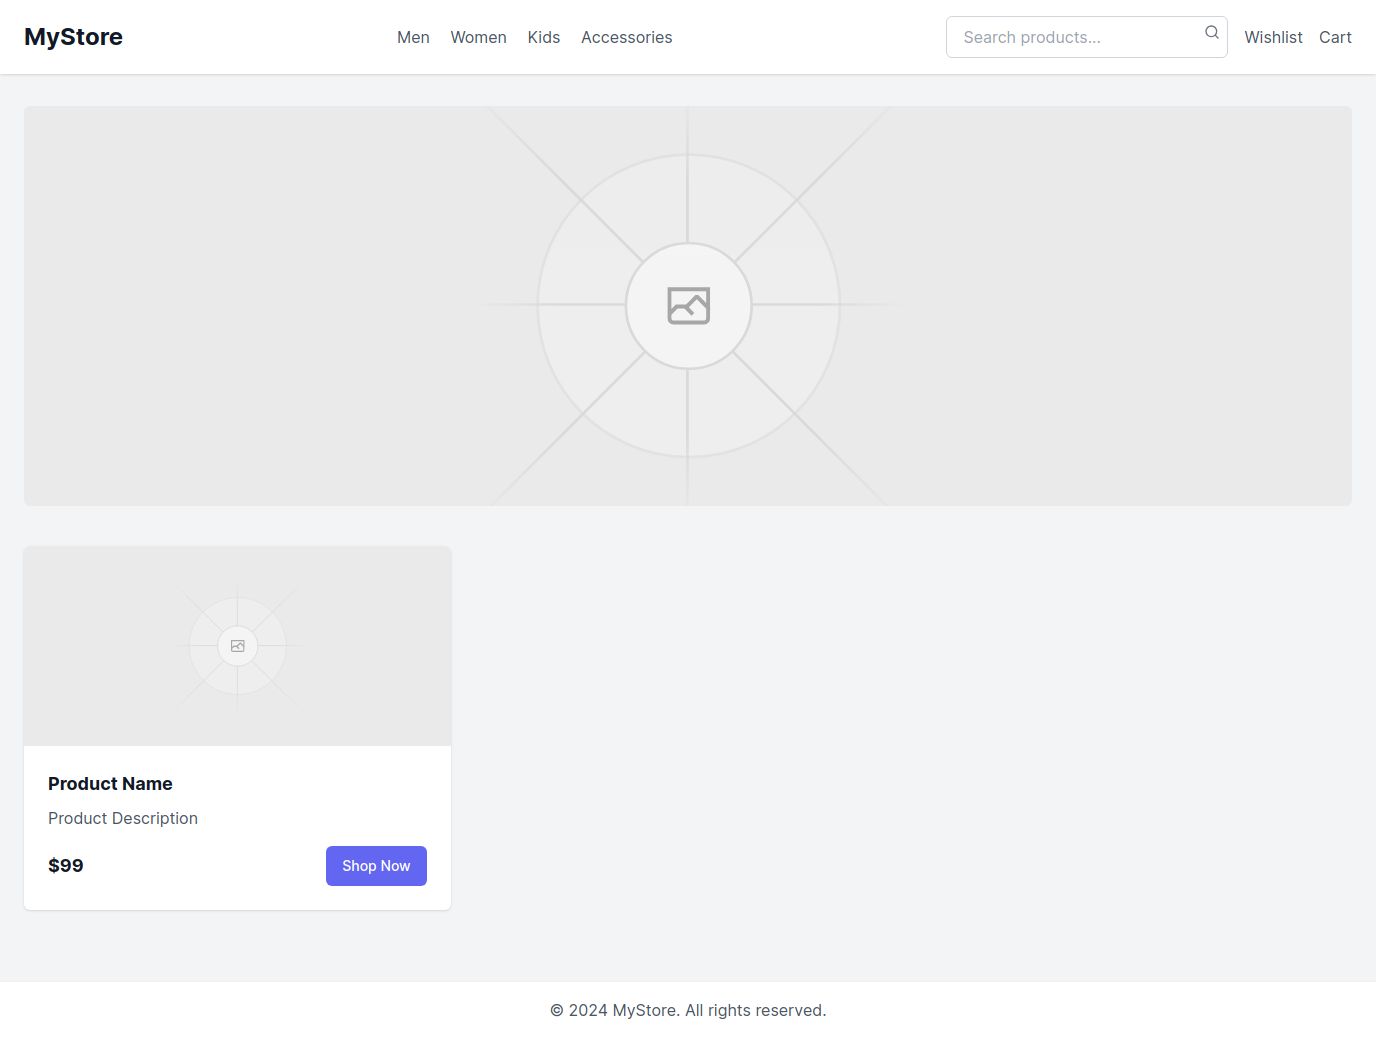 MyStore
Men Women Kids Accessories
Search products...
Wishlist Cart
Product Name
Product Description
$99
Shop Now
© 2024 MyStore. All rights reserved.